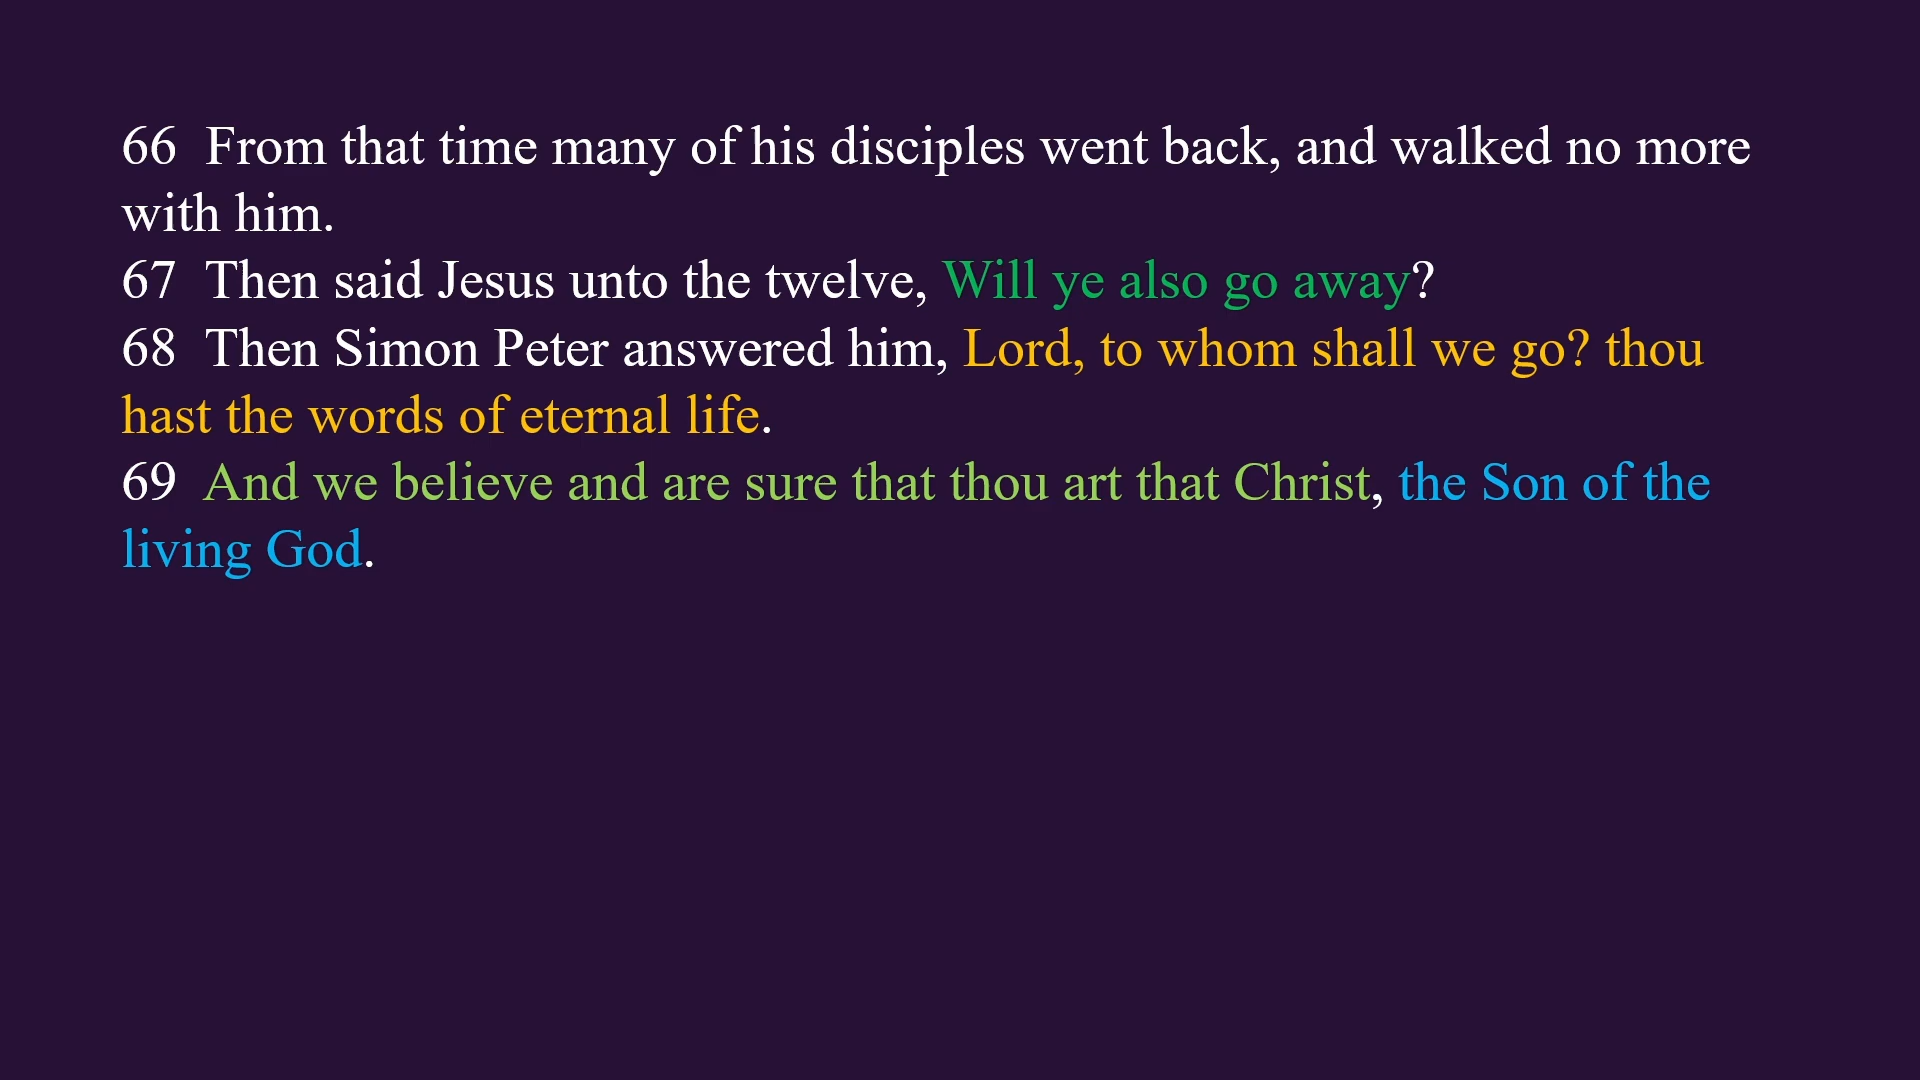 66  From that time many of his disciples went back, and walked no more
with him.
67  Then said Jesus unto the twelve, Will ye also go away?
68  Then Simon Peter answered him, Lord, to whom shall we go? thou
hast the words of eternal life.
69  And we believe and are sure that thou art that Christ, the Son of the
living God.